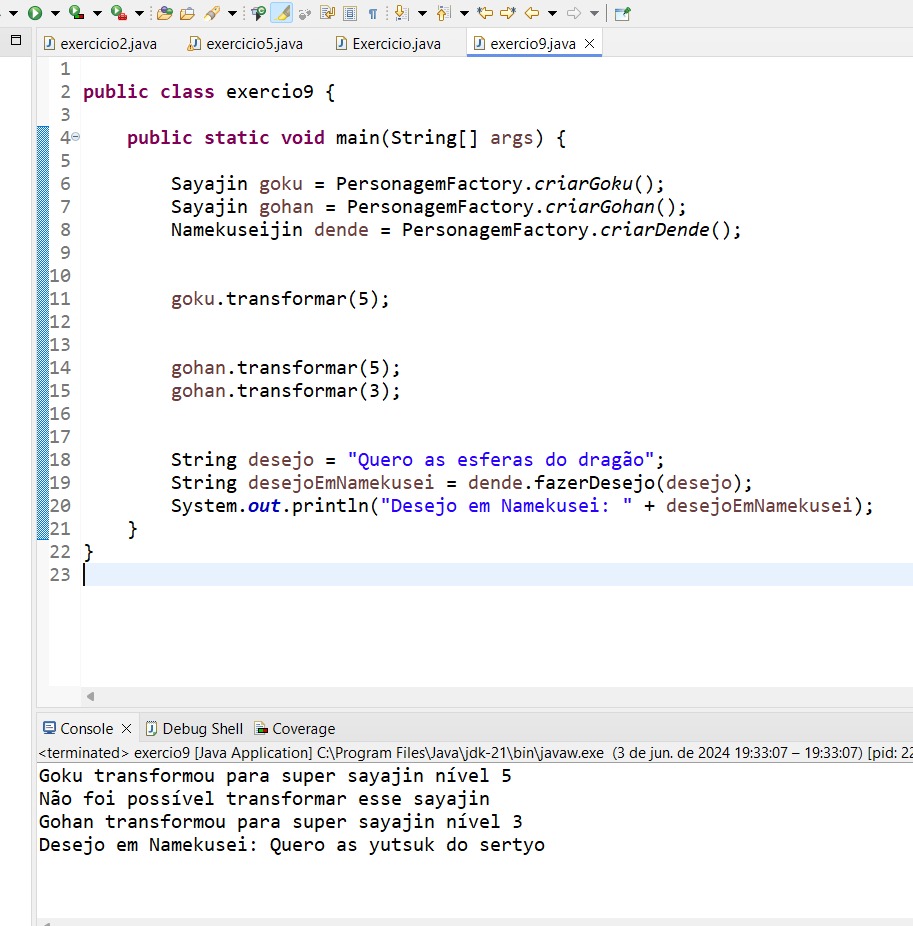 exercicio2.java
exercicio5.java
Exercicio.java
exercio9.java
1
2 public class exercio9 {
3
4 public static void main(String[] args) {
5
6 Sayajin goku = PersonagemFactory.criarGoku();
7 Sayajin gohan = PersonagemFactory.criarGohan();
8 Namekuseijin dende = PersonagemFactory.criarDende();
9
10
11 goku.transformar(5);
12
13
14 gohan.transformar(5);
15 gohan.transformar(3);
16
17
18 String desejo = "Quero as esferas do dragão";
19 String desejoEmNamekusei = dende.fazerDesejo(desejo);
20 System.out.println("Desejo em Namekusei: " + desejoEmNamekusei);
21 }
22 }
23
Console
Debug Shell
Coverage
<terminated> exercio9 [Java Application] C:\Program Files\Java\jdk-21\bin\javaw.exe (3 de jun. de 2024 19:33:07 – 19:33:07) [pid: 22
Goku transformou para super sayajin nível 5
Não foi possível transformar esse sayajin
Gohan transformou para super sayajin nível 3
Desejo em Namekusei: Quero as yutsuk do sertyo